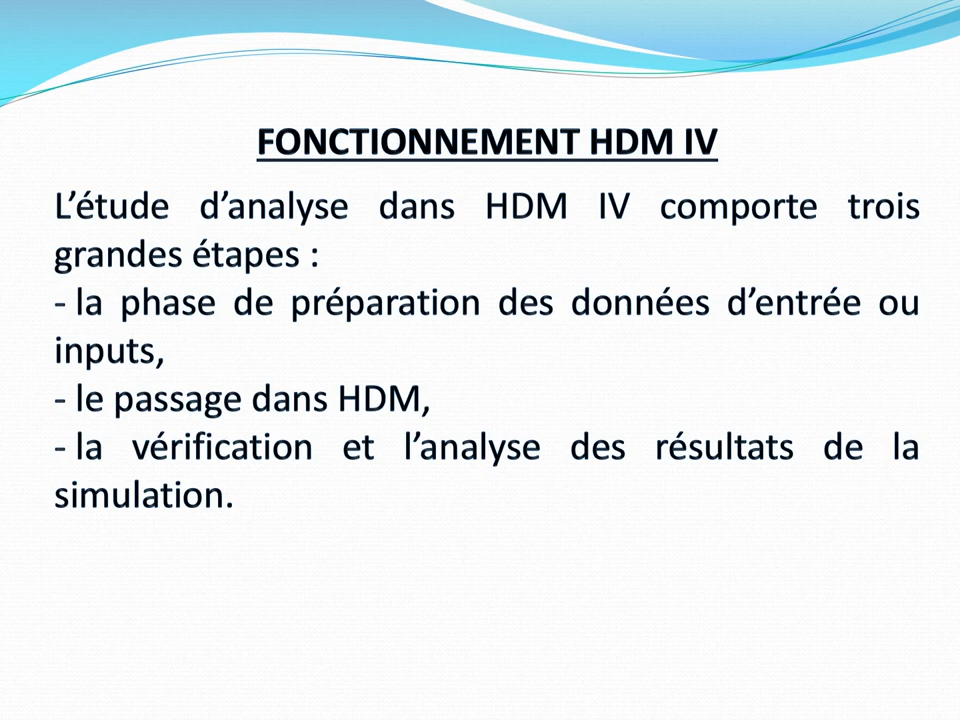 FONCTIONNEMENT HDM IV
L’étude d’analyse dans HDM IV comporte trois
grandes étapes :
- la phase de préparation des données d’entrée ou
inputs,
- le passage dans HDM,
- la vérification et l’analyse des résultats de la
simulation.